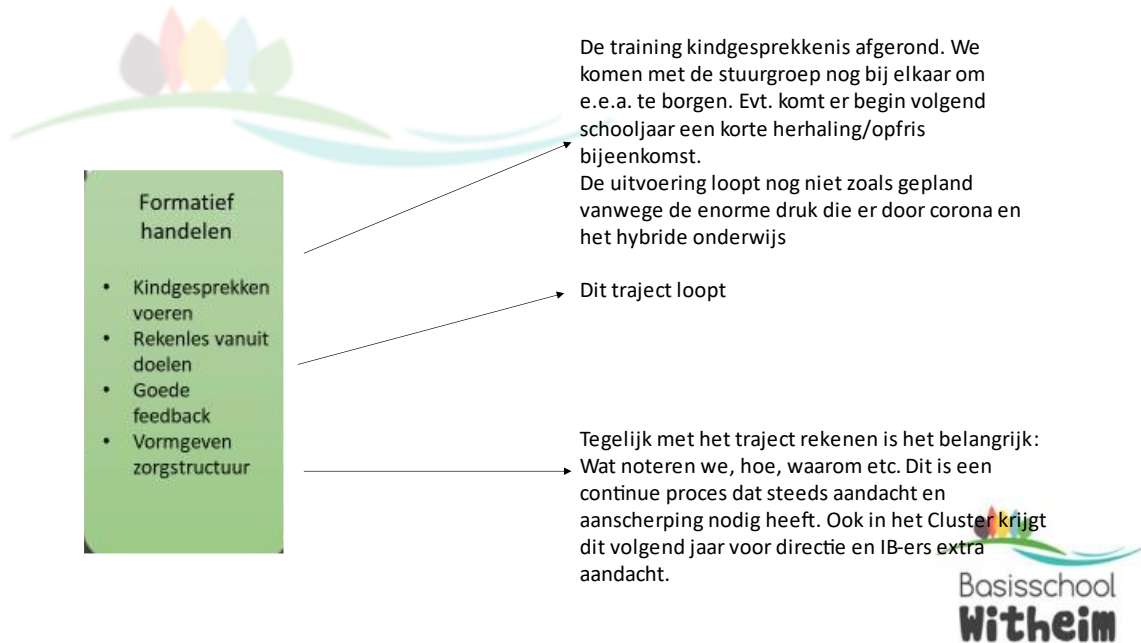 De training kindgesprekkenis afgerond. We
komen met de stuurgroep nog bij elkaar om
e.e.a. te borgen. Evt. komt er begin volgend
schooljaar een korte herhaling/opfris
bijeenkomst.
De uitvoering loopt nog niet zoals gepland
vanwege de enorme druk die er door corona en
het hybride onderwijs
Formatief
handelen
• Kindgesprekken
voeren
• Rekenles vanuit
doelen
• Goede
feedback
• Vormgeven
zorgstructuur
Dit traject loopt
Tegelijk met het traject rekenen is het belangrijk:
Wat noteren we, hoe, waarom etc. Dit is een
continue proces dat steeds aandacht en
aanscherping nodig heeft. Ook in het Cluster krijgt
dit volgend jaar voor directie en IB-ers extra
aandacht.
Basisschool
Witheim